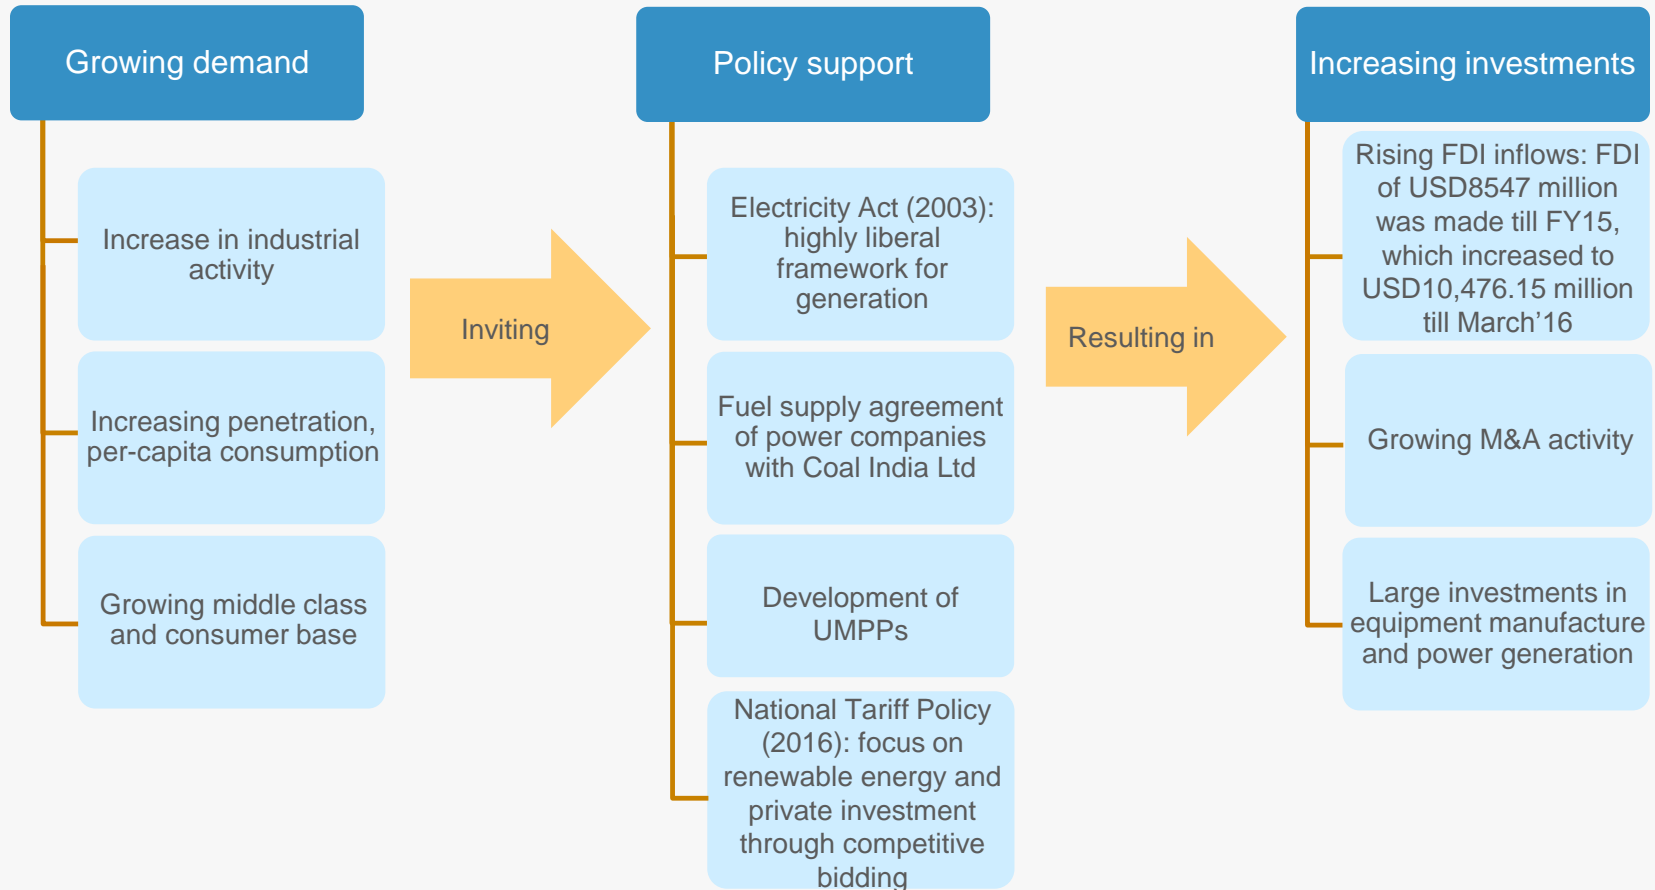 Growing demand
Increase in industrial
activity
Increasing penetration,
per-capita consumption
Growing middle class
and consumer base
Inviting
Policy support
Electricity Act (2003):
highly liberal
framework for
generation
Fuel supply agreement
of power companies
with Coal India Ltd
Development of
UMPPs
National Tariff Policy
(2016): focus on
renewable energy and
private investment
through competitive
bidding
Resulting in
Increasing investments
Rising FDI inflows: FDI
of USD8547 million
was made till FY15,
which increased to
USD10,476.15 million
till March’16
Growing M&A activity
Large investments in
equipment manufacture
and power generation